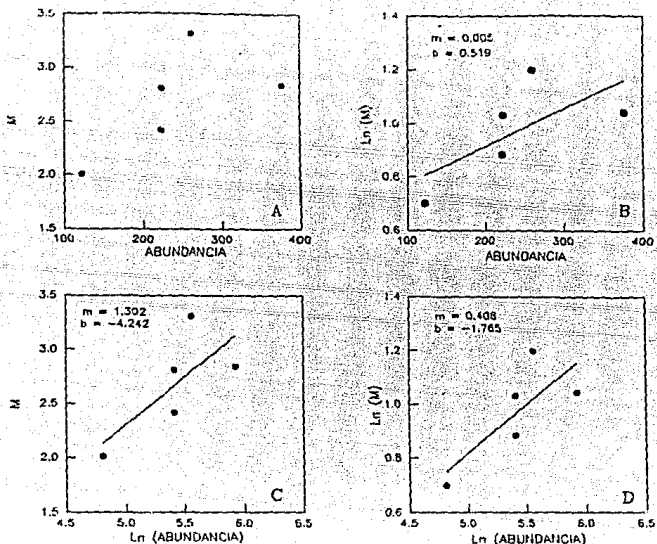 3.5
3.0
2.5
2.0
1.5
M
A
100 200 300 400
ABUNDANCIA
1.4
1.2
1.0
0.8
0.6
Ln (M)
m = 0.005
b = 0.519
B
100 200 300 400
ABUNDANCIA
3.5
3.0
2.5
2.0
1.5
M
m = 1.302
b = -4.242
C
4.5 5.0 5.5 6.0 6.5
Ln (ABUNDANCIA)
1.4
1.2
1.0
0.8
0.6
Ln (M)
m = 0.408
b = -1.765
D
4.5 5.0 5.5 6.0 6.5
Ln (ABUNDANCIA)